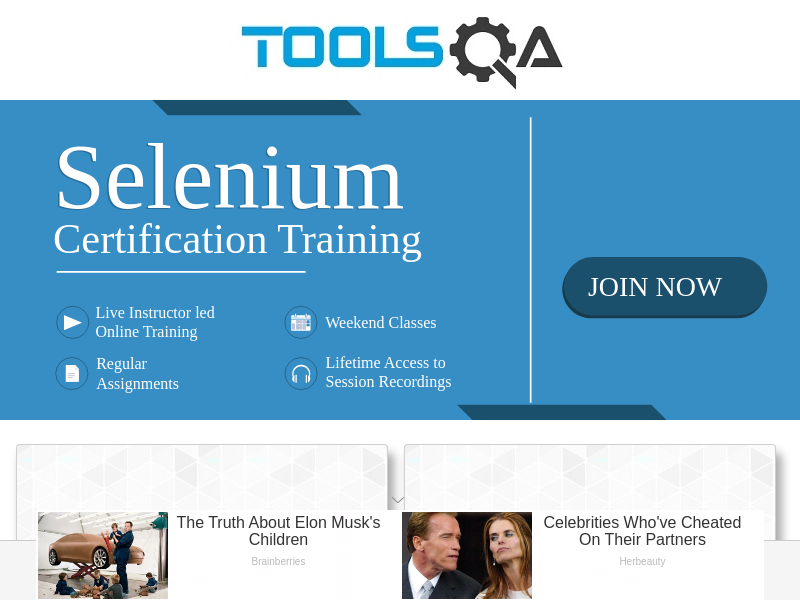 TOOLSQA
Selenium
Certification Training
Live Instructor led
Online Training
Weekend Classes
Regular
Assignments
Lifetime Access to
Session Recordings
JOIN NOW
The Truth About Elon Musk's
Children
Brainberries
Celebrities Who've Cheated
On Their Partners
Herbeauty